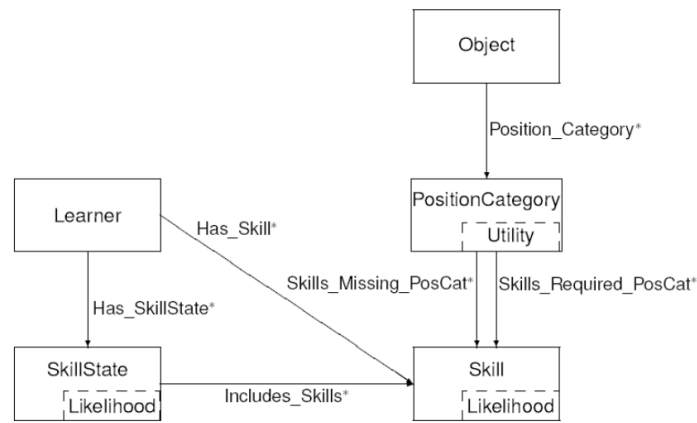 Object
Position_Category*
Learner
PositionCategory
Utility
Has_Skill*
Skills_Missing_PosCat*
Skills_Required_PosCat*
Has_SkillState*
SkillState
Likelihood
Includes_Skills*
Skill
Likelihood